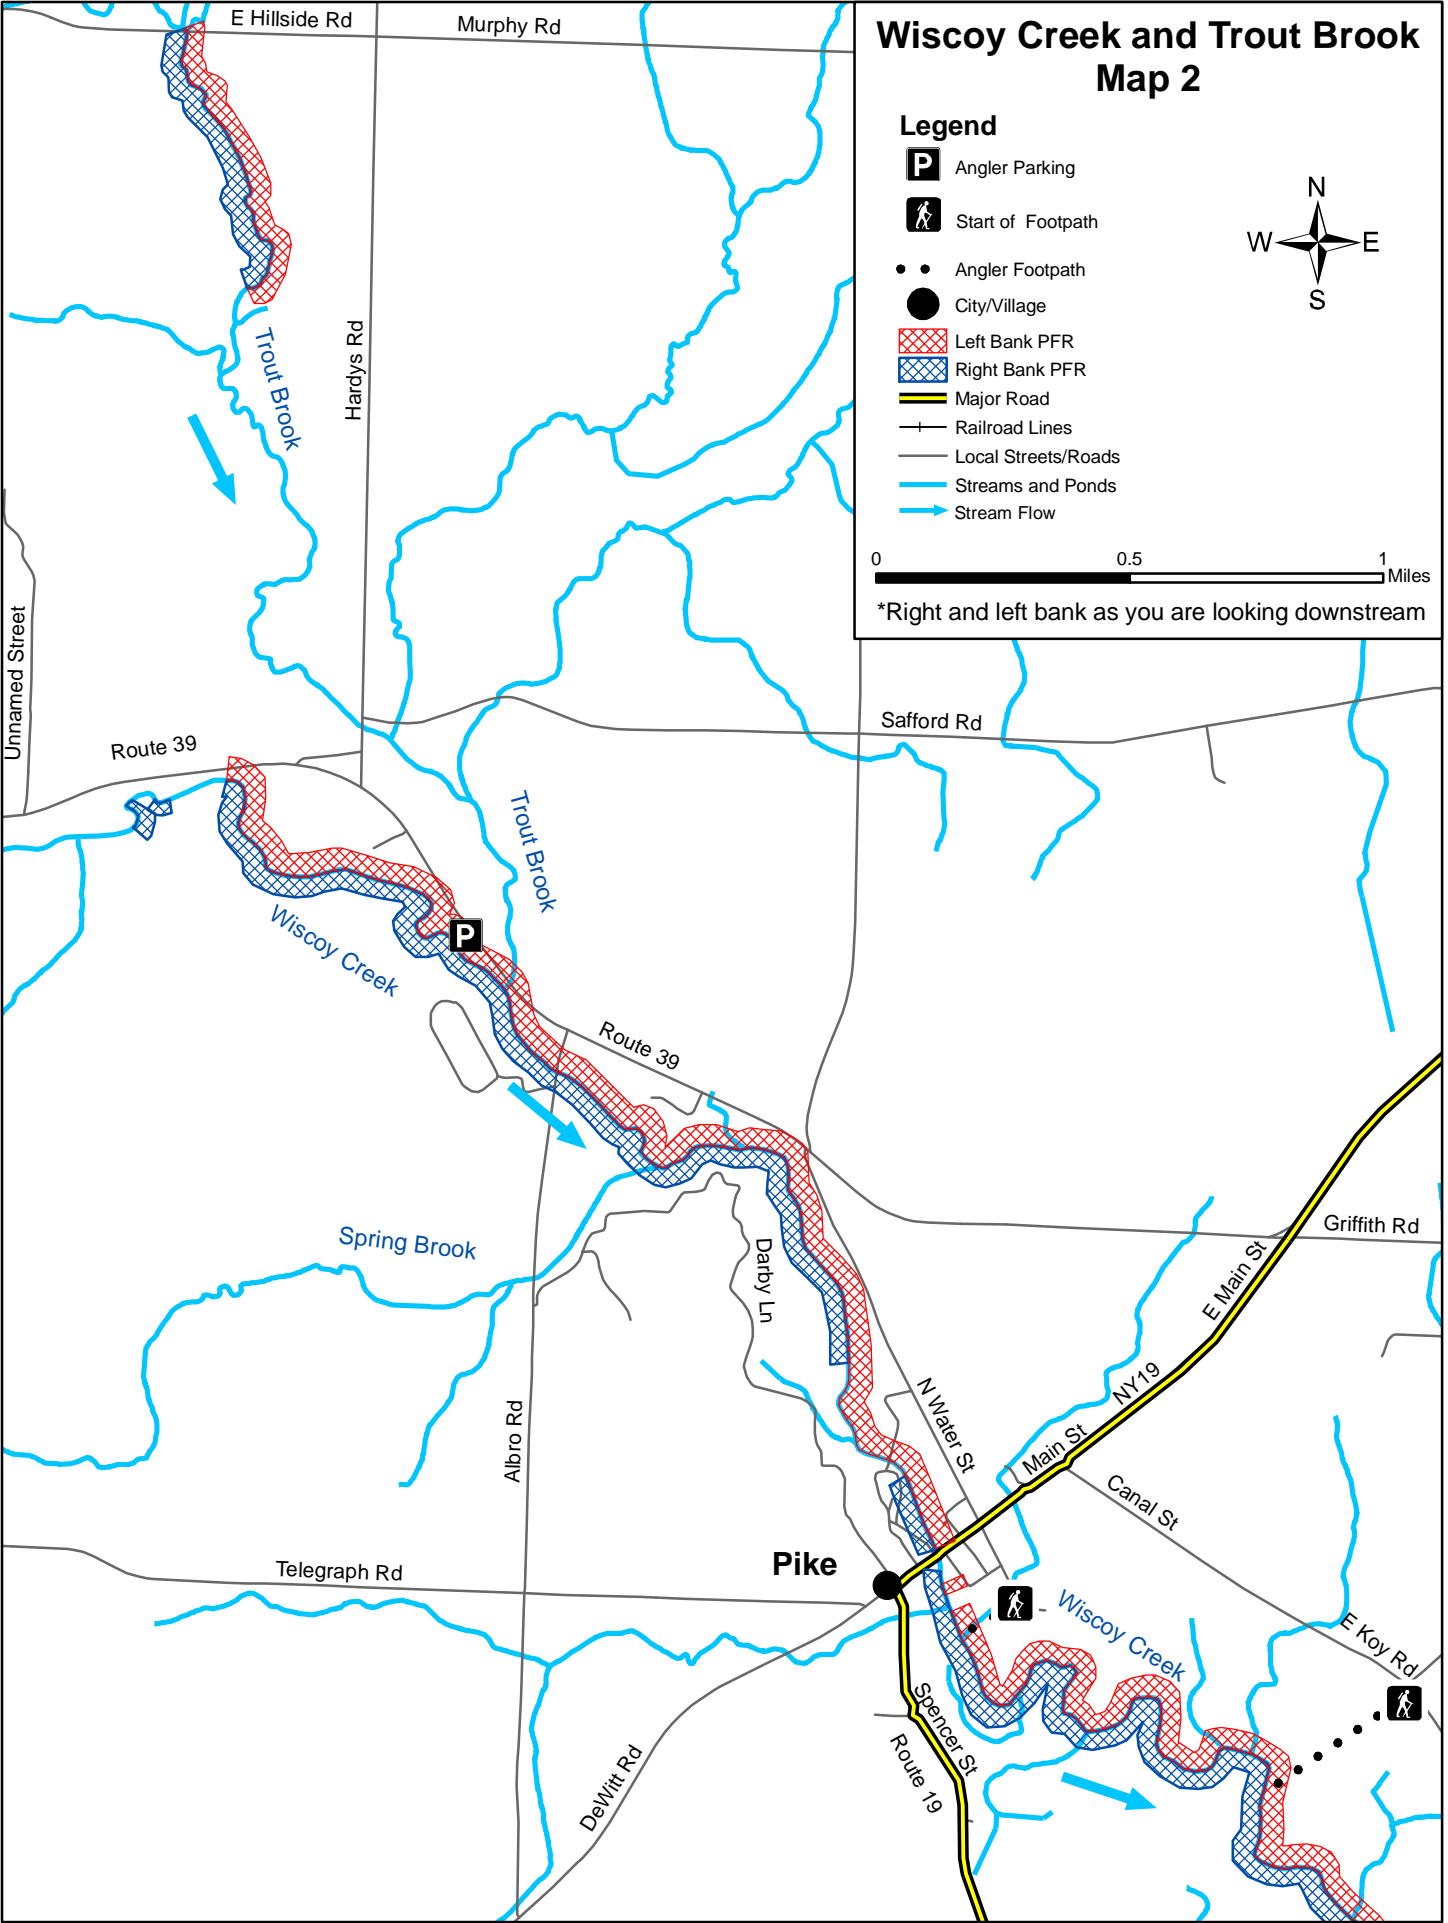 Wiscoy Creek and Trout Brook
Map 2
Legend
P
Angler Parking
Start of Footpath
Angler Footpath
City/Village
Left Bank PFR
Right Bank PFR
Major Road
Railroad Lines
Local Streets/Roads
Streams and Ponds
Stream Flow
N
W
E
S
0
0.5
1
Miles
*Right and left bank as you are looking downstream
E Hillside Rd
Murphy Rd
Trout Brook
Hardys Rd
Unnamed Street
Route 39
Safford Rd
Trout Brook
Wiscoy Creek
P
Route 39
Griffith Rd
Spring Brook
Darby Ln
E Main St
NY19
N Water St
Main St
Albro Rd
Canal St
Pike
Telegraph Rd
Wiscoy Creek
E Koy Rd
Spencer St
Route 19
DeWitt Rd